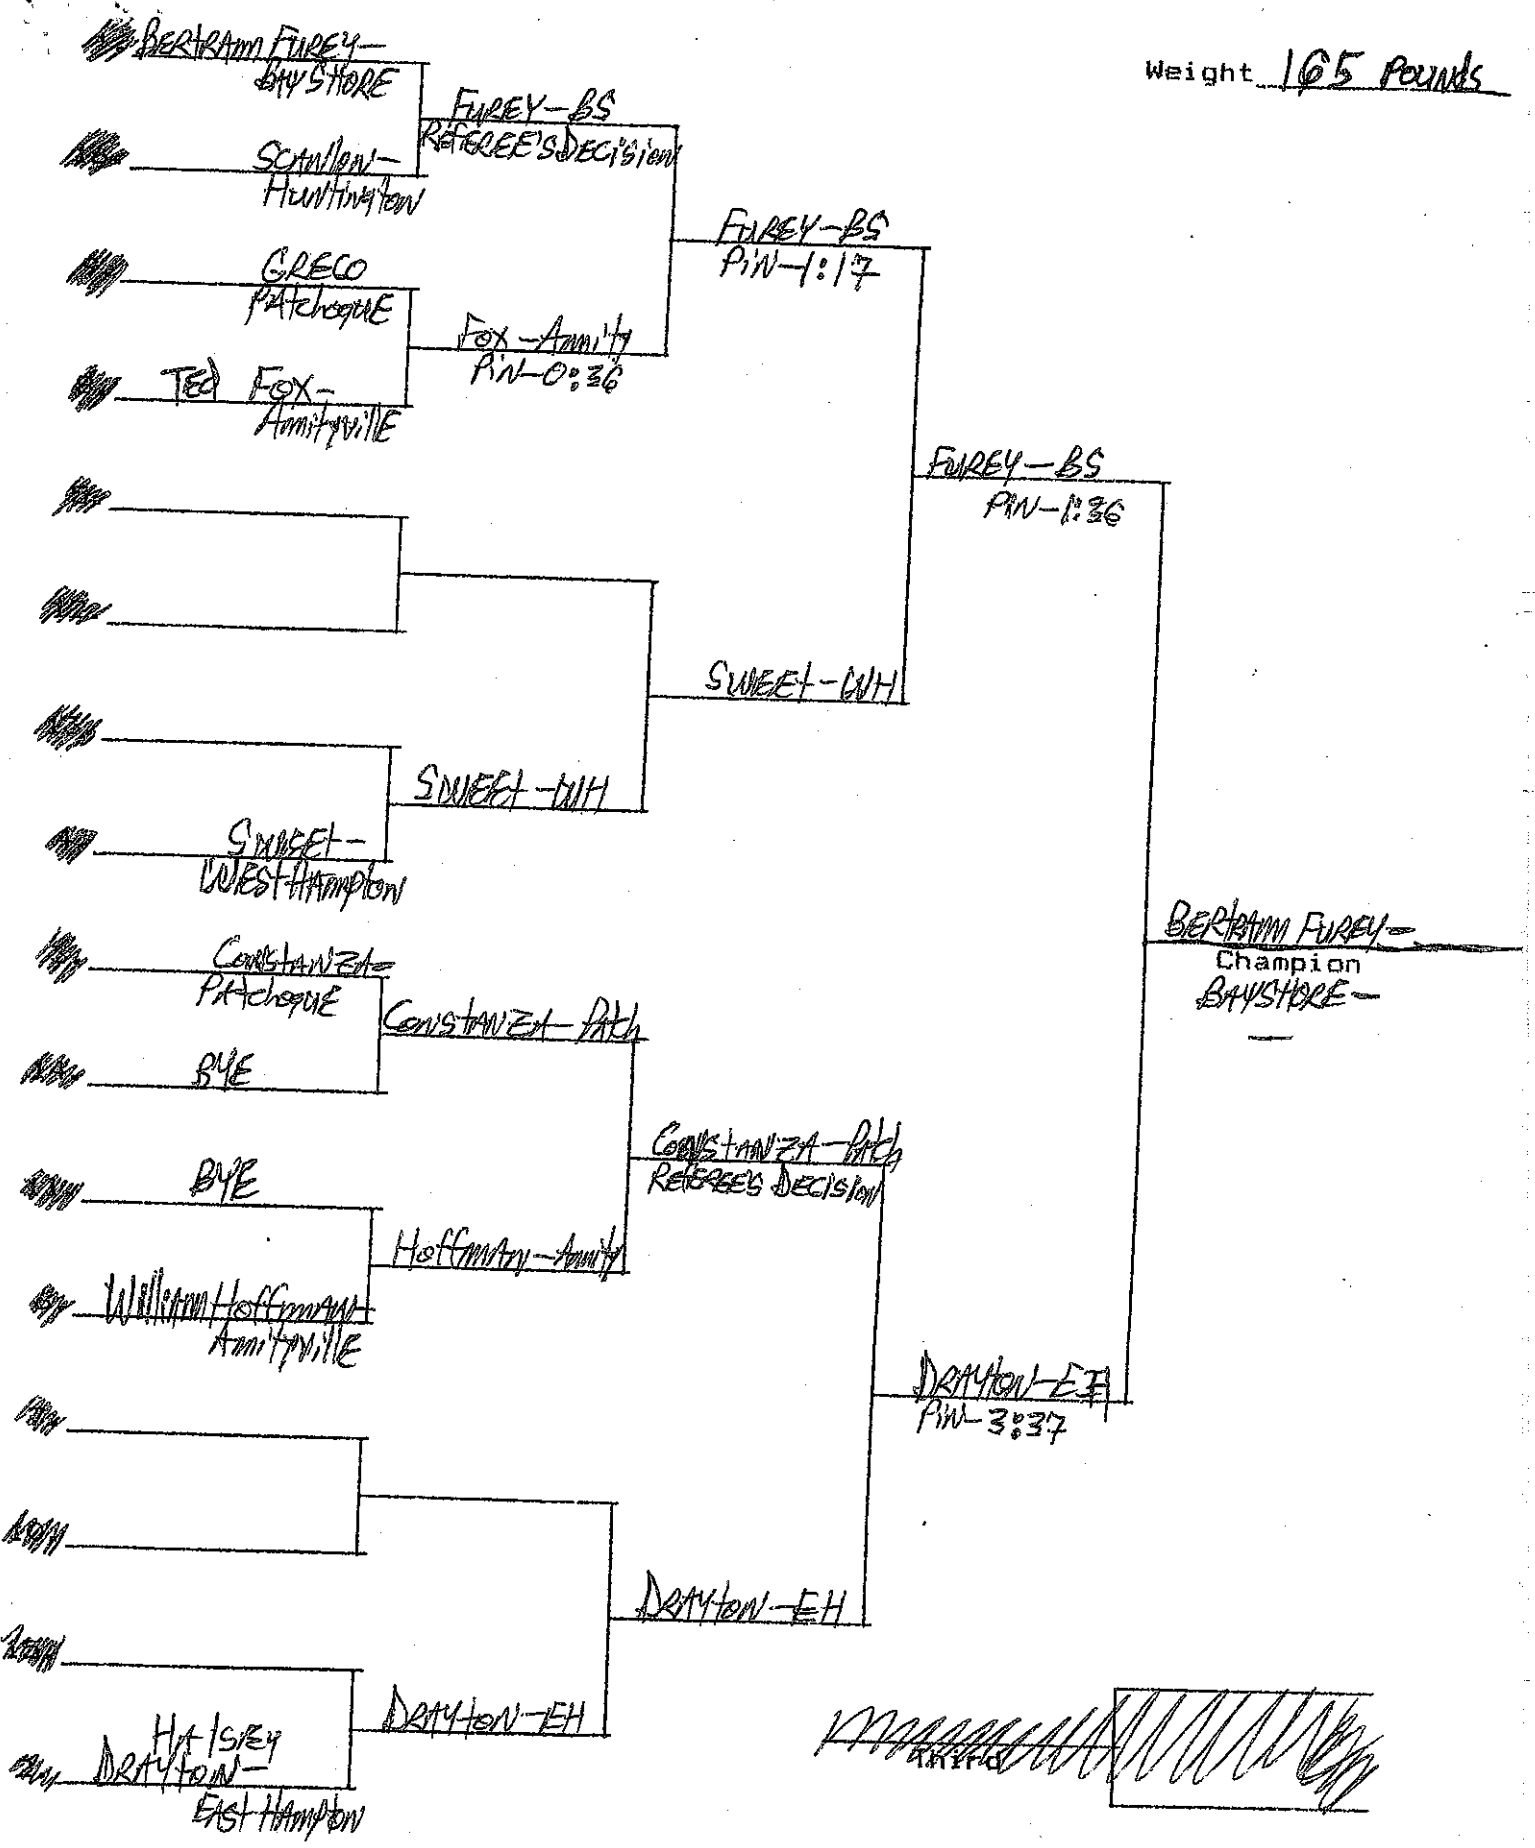 Weight 165 POUNDS
BERtRAm FUREY-
BAYSHORE
FUREY-BS
REfEREE'S DECISION
SCANlON-
HUNtINgtON
FUREY-BS
PiN-1:17
GRECO
PAtchogUE
FOX-Amity
PiN-0:36
TEd FOX-
AmityvillE
FUREY-BS
PiN-1:36
SWEEt-WH
SWEEt-WH
SWEEt-
WEStHAmptON
BERtRAm FUREY-
Champion
BAYSHORE-
CONStANZA-
PAtchogUE
CONStANZA-PAtch
BYE
CONStANZA-PAtch
REfEREE'S DECISION
BYE
HOffmAN-Amity
WilliAm HOffmAN-
AmityvillE
DRAYtON-EH
PiN-3:37
DRAYtON-EH
DRAYtON-EH
HAlSEY
DRAYtON-
EASt HAmptON
Third